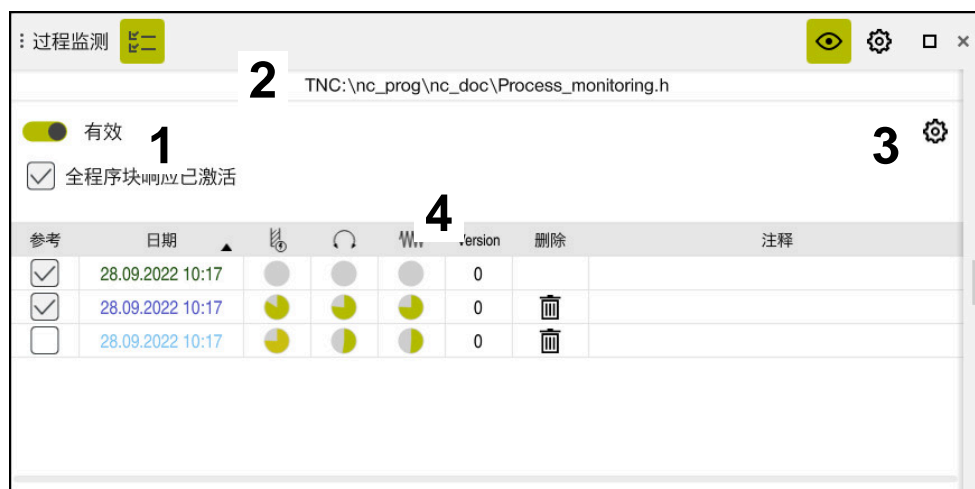 过程监测
2
TNC:\nc_prog\nc_doc\Process_monitoring.h
有效
1
3
全程序块响应已激活
4
参考 日期 Version 删除 注释
28.09.2022 10:17 0
28.09.2022 10:17 0
28.09.2022 10:17 0